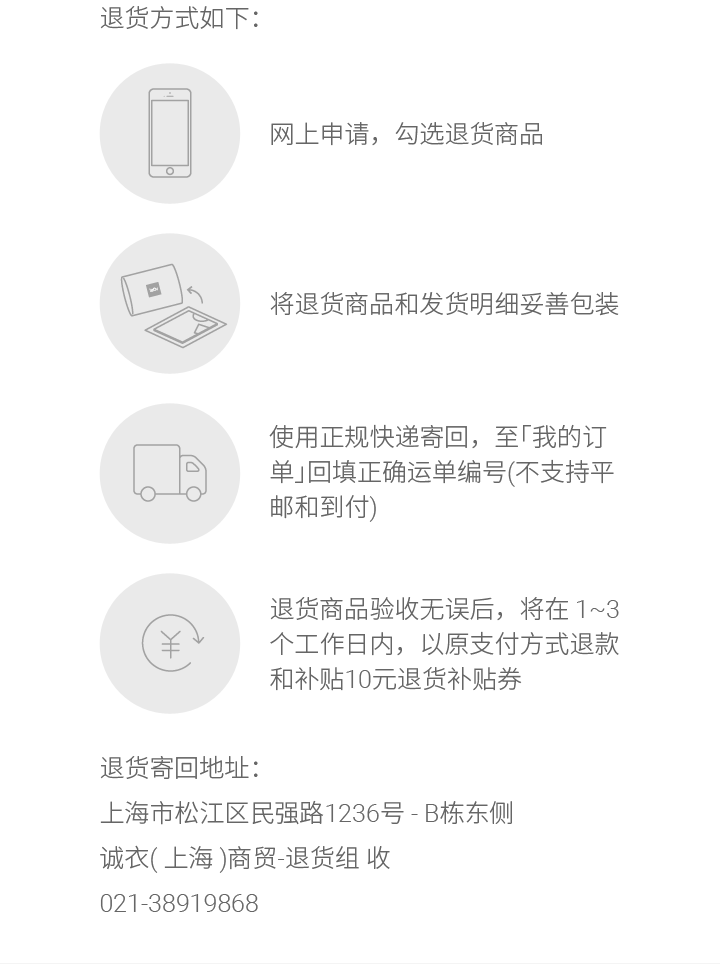 退货方式如下：
网上申请，勾选退货商品
将退货商品和发货明细妥善包装
使用正规快递寄回，至「我的订
单」回填正确运单编号(不支持平
邮和到付)
退货商品验收无误后，将在 1~3
个工作日内，以原支付方式退款
和补贴10元退货补贴券
退货寄回地址：
上海市松江区民强路1236号 - B栋东侧
诚衣( 上海 )商贸-退货组 收
021-38919868